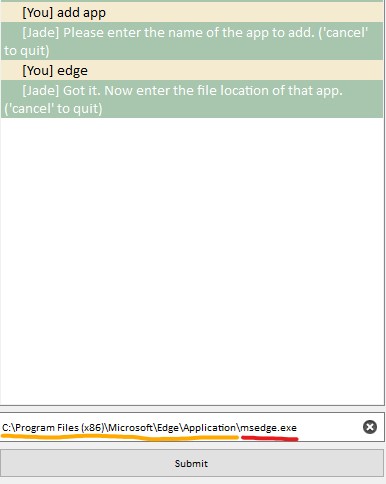 [You] add app
[Jade] Please enter the name of the app to add. ('cancel'
to quit)
[You] edge
[Jade] Got it. Now enter the file location of that app.
('cancel' to quit)
C:\Program Files (x86)\Microsoft\Edge\Application\msedge.exe
Submit